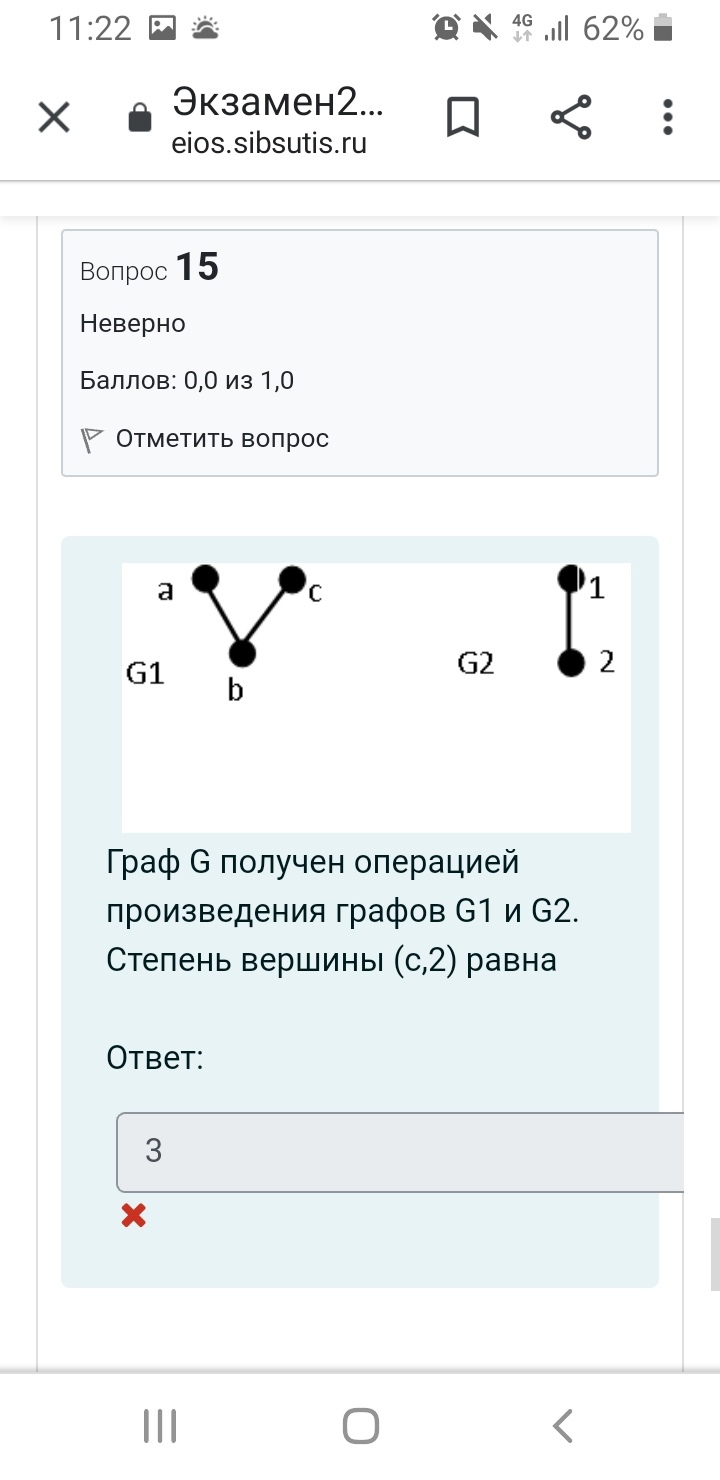 11:22 4G 62%
Экзамен2...
eios.sibsutis.ru
Вопрос 15
Неверно
Баллов: 0,0 из 1,0
Отметить вопрос
a c 1
G1 b G2 2
Граф G получен операцией
произведения графов G1 и G2.
Степень вершины (c,2) равна
Ответ:
3